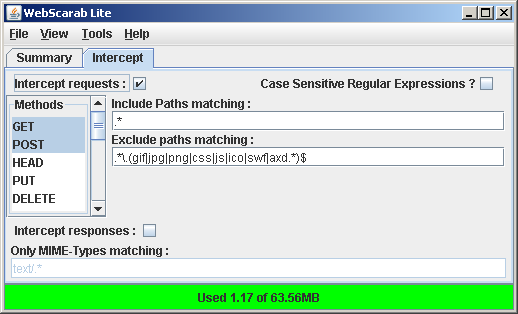 WebScarab Lite
File View Tools Help
Summary Intercept
Intercept requests : Case Sensitive Regular Expressions ?
Methods
GET
POST
HEAD
PUT
DELETE
Include Paths matching :
.*
Exclude paths matching :
.*\.(gif|jpg|png|css|js|ico|swf|axd.*)$
Intercept responses :
Only MIME-Types matching :
text/.*
Used 1.17 of 63.56MB